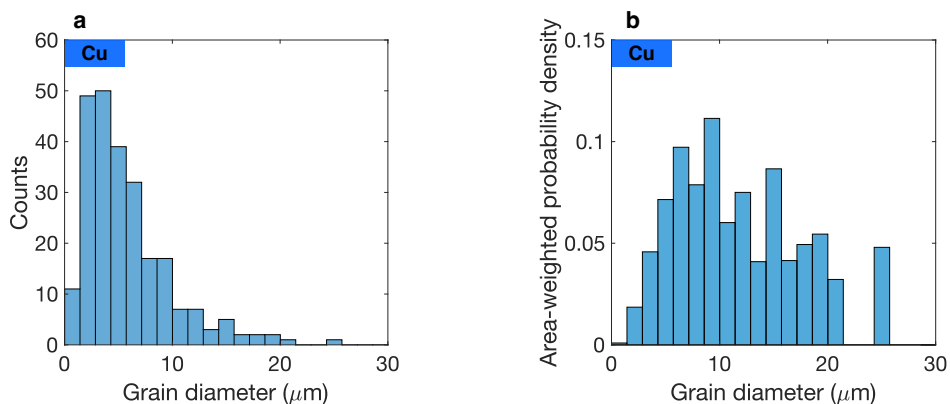 a
60
50
40
30
20
10
0
Counts
Cu
0 10 20 30
Grain diameter (μm)
b
0.15
0.1
0.05
0
Area-weighted probability density
Cu
0 10 20 30
Grain diameter (μm)